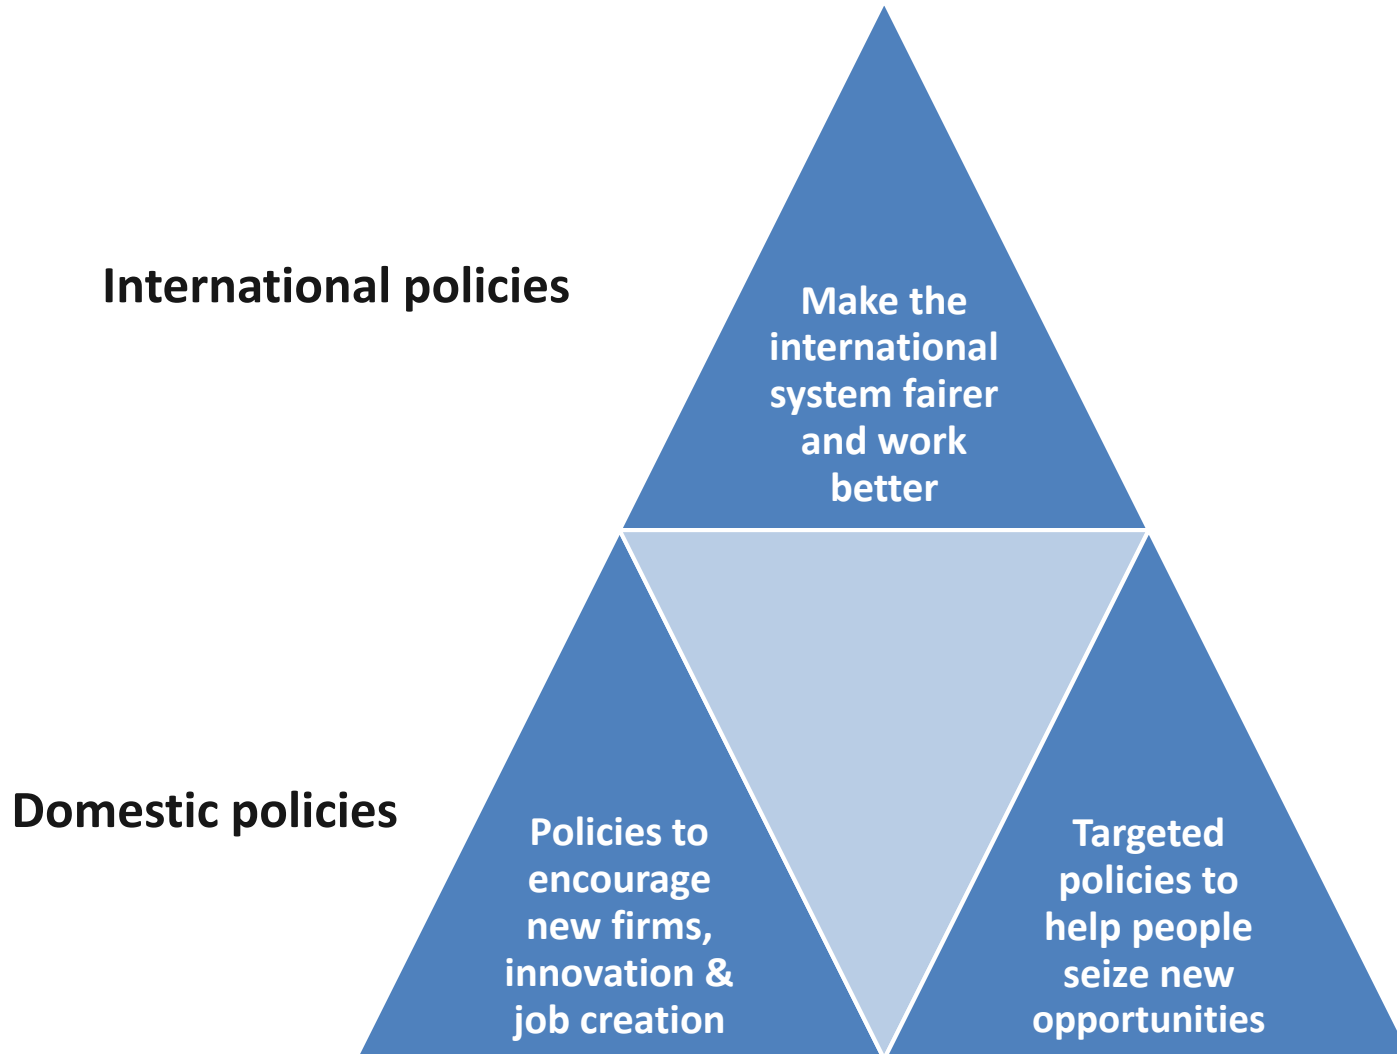 International policies
Make the
international
system fairer
and work
better
Domestic policies
Policies to
encourage
new firms,
innovation &
job creation
Targeted
policies to
help people
seize new
opportunities